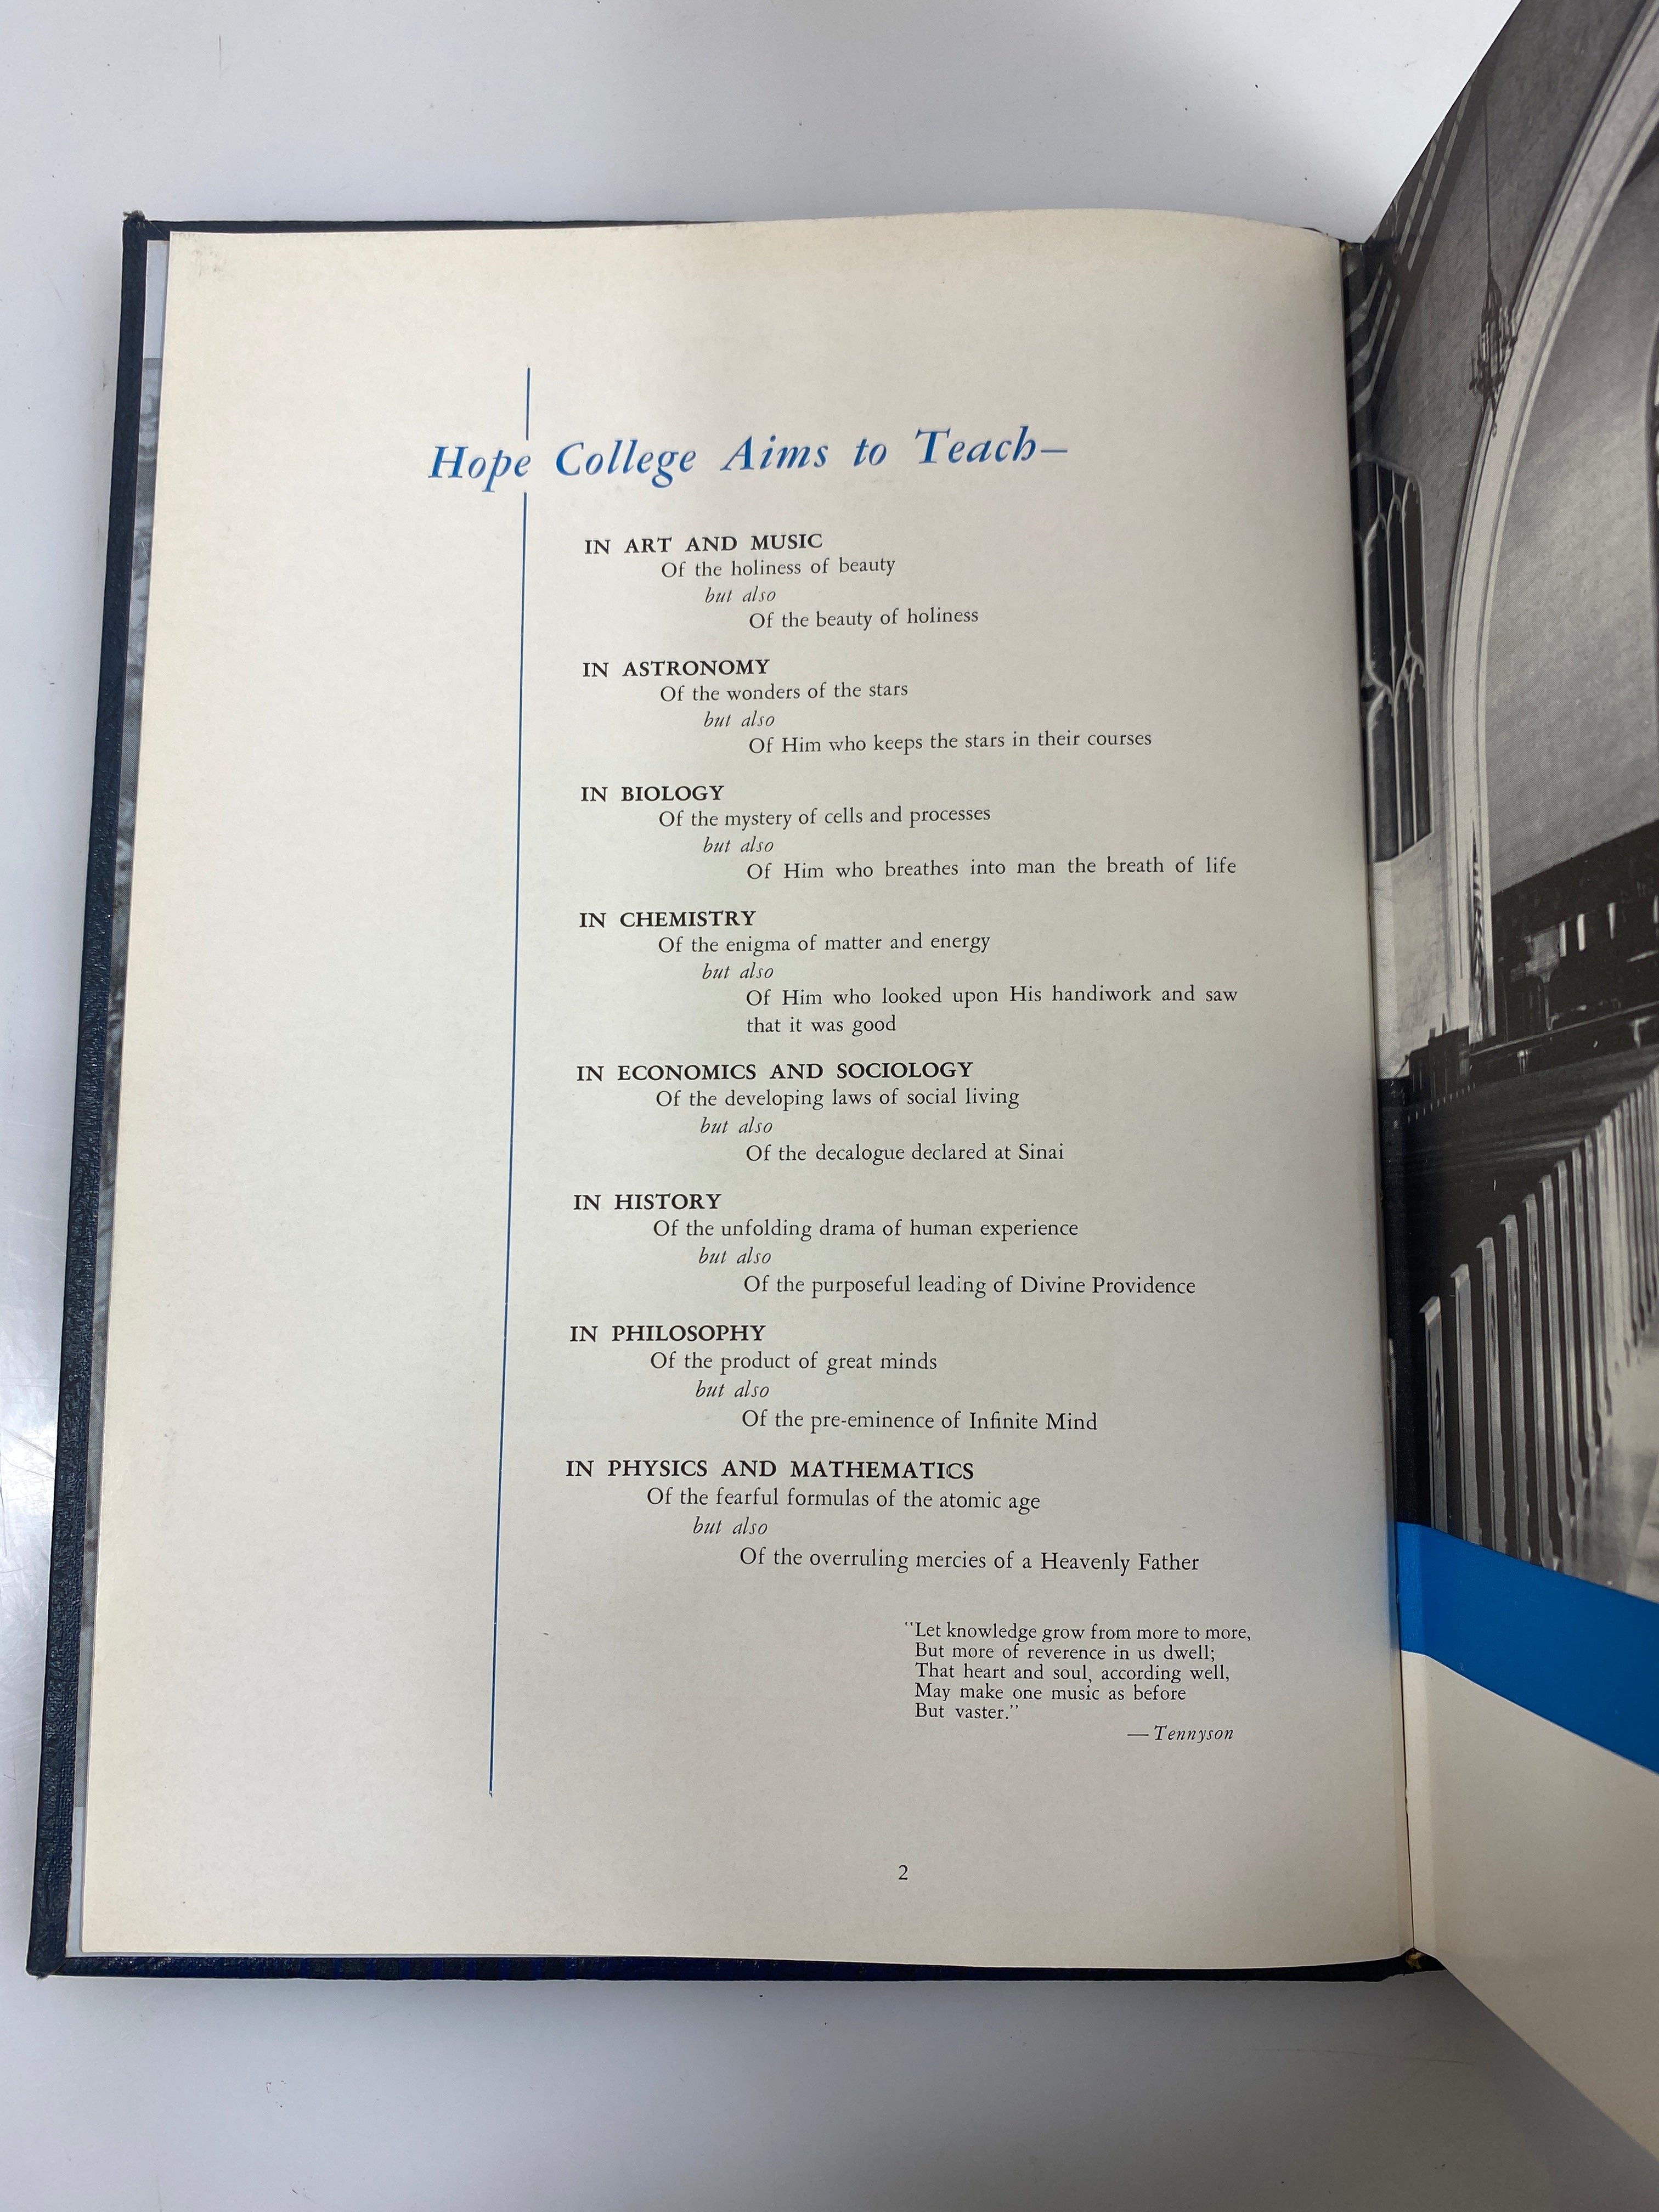 Hope College Aims to Teach—
IN ART AND MUSIC
Of the holiness of beauty
but also
Of the beauty of holiness
IN ASTRONOMY
Of the wonders of the stars
but also
Of Him who keeps the stars in their courses
IN BIOLOGY
Of the mystery of cells and processes
but also
Of Him who breathes into man the breath of life
IN CHEMISTRY
Of the enigma of matter and energy
but also
Of Him who looked upon His handiwork and saw
that it was good
IN ECONOMICS AND SOCIOLOGY
Of the developing laws of social living
but also
Of the decalogue declared at Sinai
IN HISTORY
Of the unfolding drama of human experience
but also
Of the purposeful leading of Divine Providence
IN PHILOSOPHY
Of the product of great minds
but also
Of the pre-eminence of Infinite Mind
IN PHYSICS AND MATHEMATICS
Of the fearful formulas of the atomic age
but also
Of the overruling mercies of a Heavenly Father
"Let knowledge grow from more to more,
But more of reverence in us dwell;
That heart and soul, according well,
May make one music as before
But vaster."
— Tennyson
2